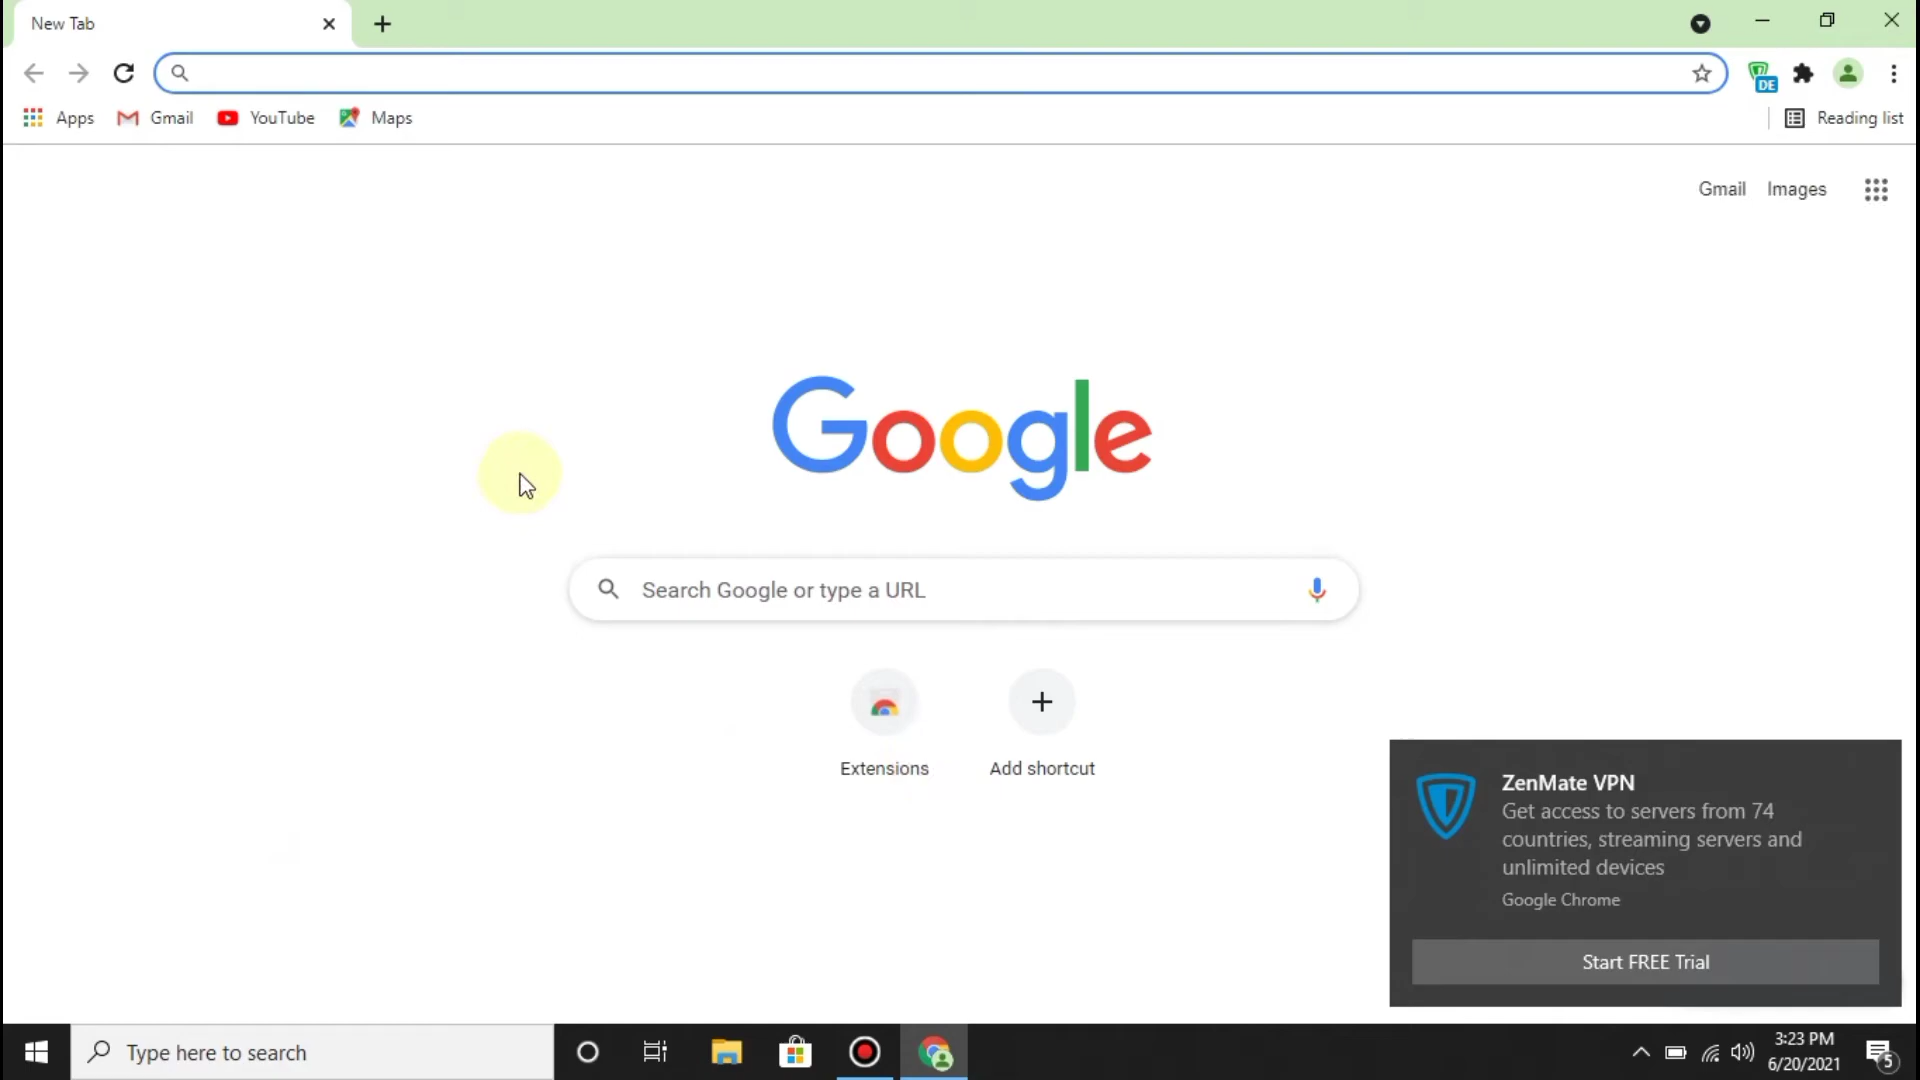 New Tab
DE
Apps
Gmail
YouTube
Maps
Reading list
Gmail
Images
Google
Search Google or type a URL
Extensions
Add shortcut
ZenMate VPN
Get access to servers from 74
countries, streaming servers and
unlimited devices
Google Chrome
Start FREE Trial
Type here to search
3:23 PM
6/20/2021
5